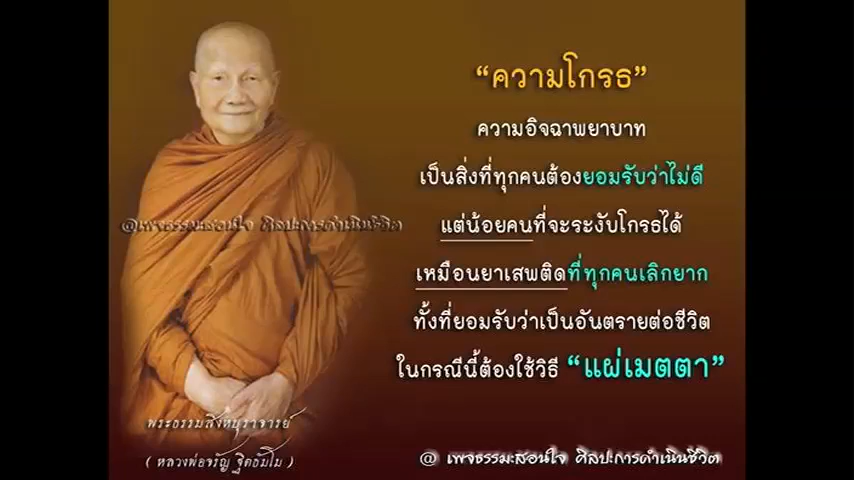 “ความโกรธ”
ความอิจฉาพยาบาท
เป็นสิ่งที่ทุกคนต้องยอมรับว่าไม่ดี
แต่น้อยคนที่จะระงับโกรธได้
เหมือนยาเสพติดที่ทุกคนเลิกยาก
ทั้งที่ยอมรับว่าเป็นอันตรายต่อชีวิต
ในกรณีนี้ต้องใช้วิธี “แผ่เมตตา”
@เพจธรรมะสอนใจ ศิลปะการดำเนินชีวิต
พระธรรมสิงหบุราจารย์
( หลวงพ่อจรัญ ฐิตธัมโม )
@ เพจธรรมะสอนใจ ศิลปะการดำเนินชีวิต